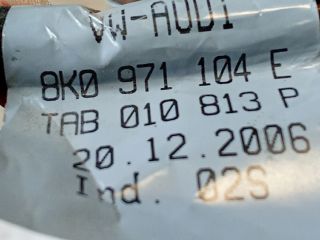 VW-AUDI
8K0 971 104 E
TAB 010 813 P
20.12.2006
Ind. 02S